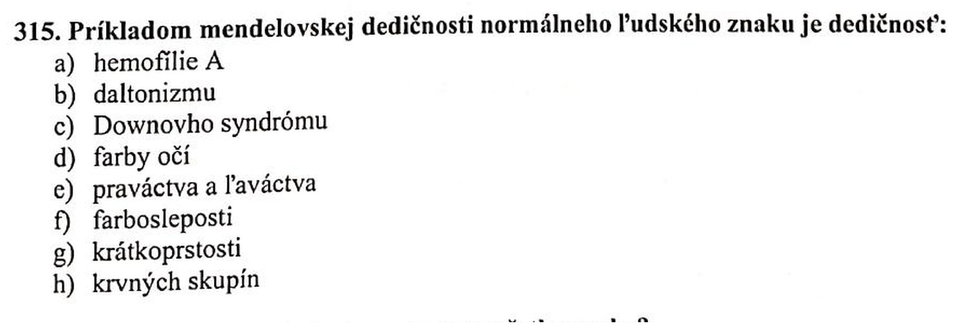 315. Príkladom mendelovskej dedičnosti normálneho ľudského znaku je dedičnosť:
a) hemofílie A
b) daltonizmu
c) Downovho syndrómu
d) farby očí
e) praváctva a ľaváctva
f) farbosleposti
g) krátkoprstosti
h) krvných skupín